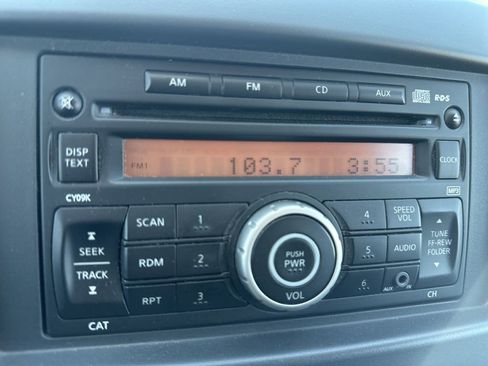 AM FM CD AUX
R·D·S
DISP TEXT
FM1 103.7 3:55
CLOCK
CY09K
MP3
SCAN 1
4 SPEED VOL
SEEK
TRACK
RDM 2
PUSH PWR
VOL
5 AUDIO
TUNE
FF·REW
FOLDER
RPT 3
6 AUX IN
CAT
CH